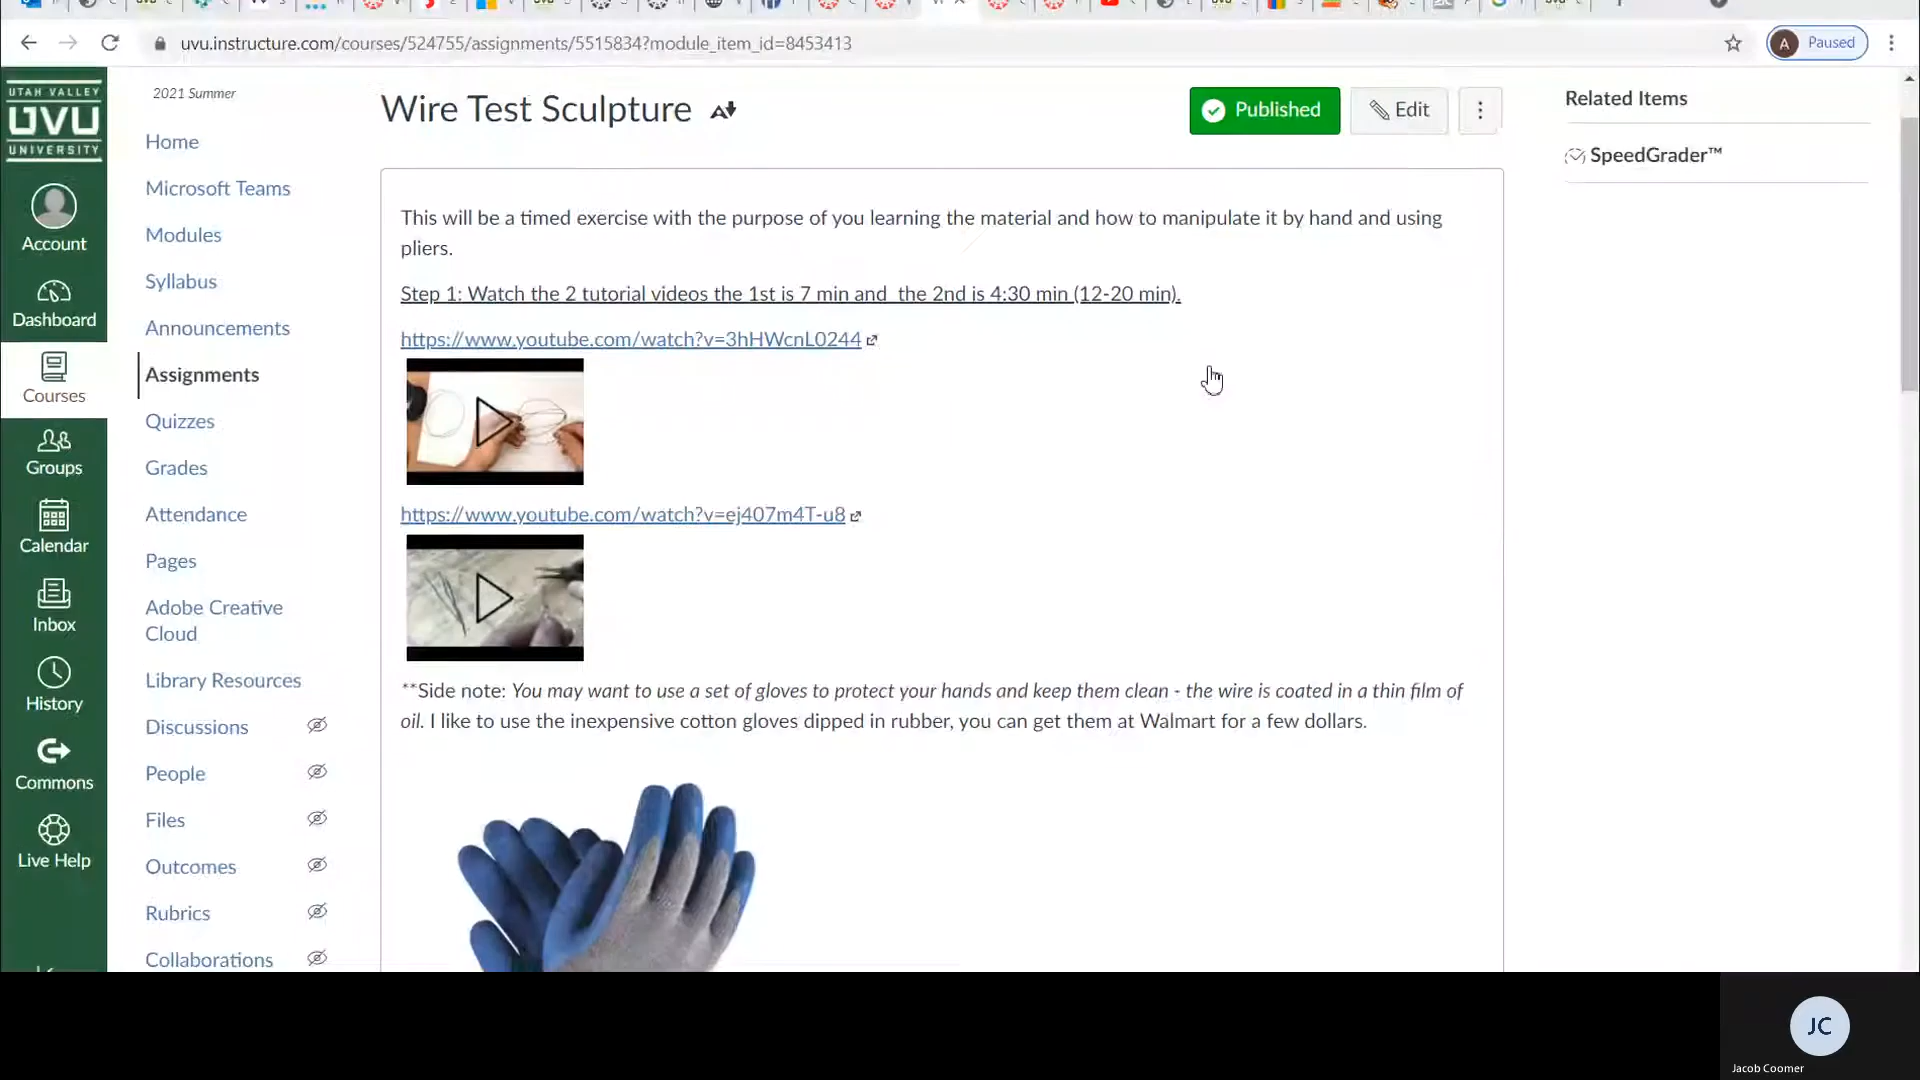 uvu.instructure.com/courses/524755/assignments/5515834?module_item_id=8453413
A
Paused
UTAH VALLEY
UVU
UNIVERSITY
Account
Dashboard
Courses
Groups
Calendar
Inbox
History
Commons
Live Help
2021 Summer
Home
Microsoft Teams
Modules
Syllabus
Announcements
Assignments
Quizzes
Grades
Attendance
Pages
Adobe Creative
Cloud
Library Resources
Discussions
People
Files
Outcomes
Rubrics
Collaborations
Wire Test Sculpture
Published
Edit
This will be a timed exercise with the purpose of you learning the material and how to manipulate it by hand and using
pliers.
Step 1: Watch the 2 tutorial videos the 1st is 7 min and  the 2nd is 4:30 min (12-20 min).
https://www.youtube.com/watch?v=3hHWcnL0244
https://www.youtube.com/watch?v=ej407m4T-u8
**Side note: You may want to use a set of gloves to protect your hands and keep them clean - the wire is coated in a thin film of
oil. I like to use the inexpensive cotton gloves dipped in rubber, you can get them at Walmart for a few dollars.
Related Items
SpeedGrader™
JC
Jacob Coomer